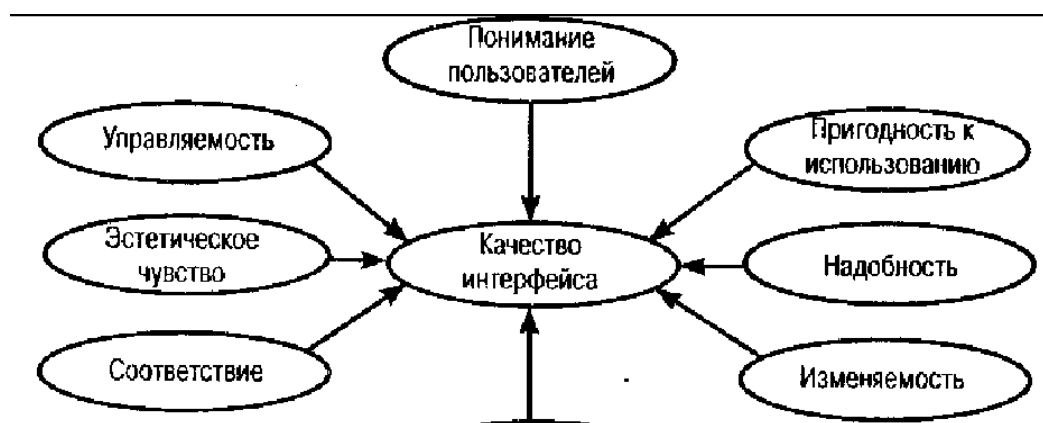 Понимание
пользователей
Управляемость
Пригодность к
использованию
Эстетическое
чувство
Качество
интерфейса
Надобность
Соответствие
Изменяемость